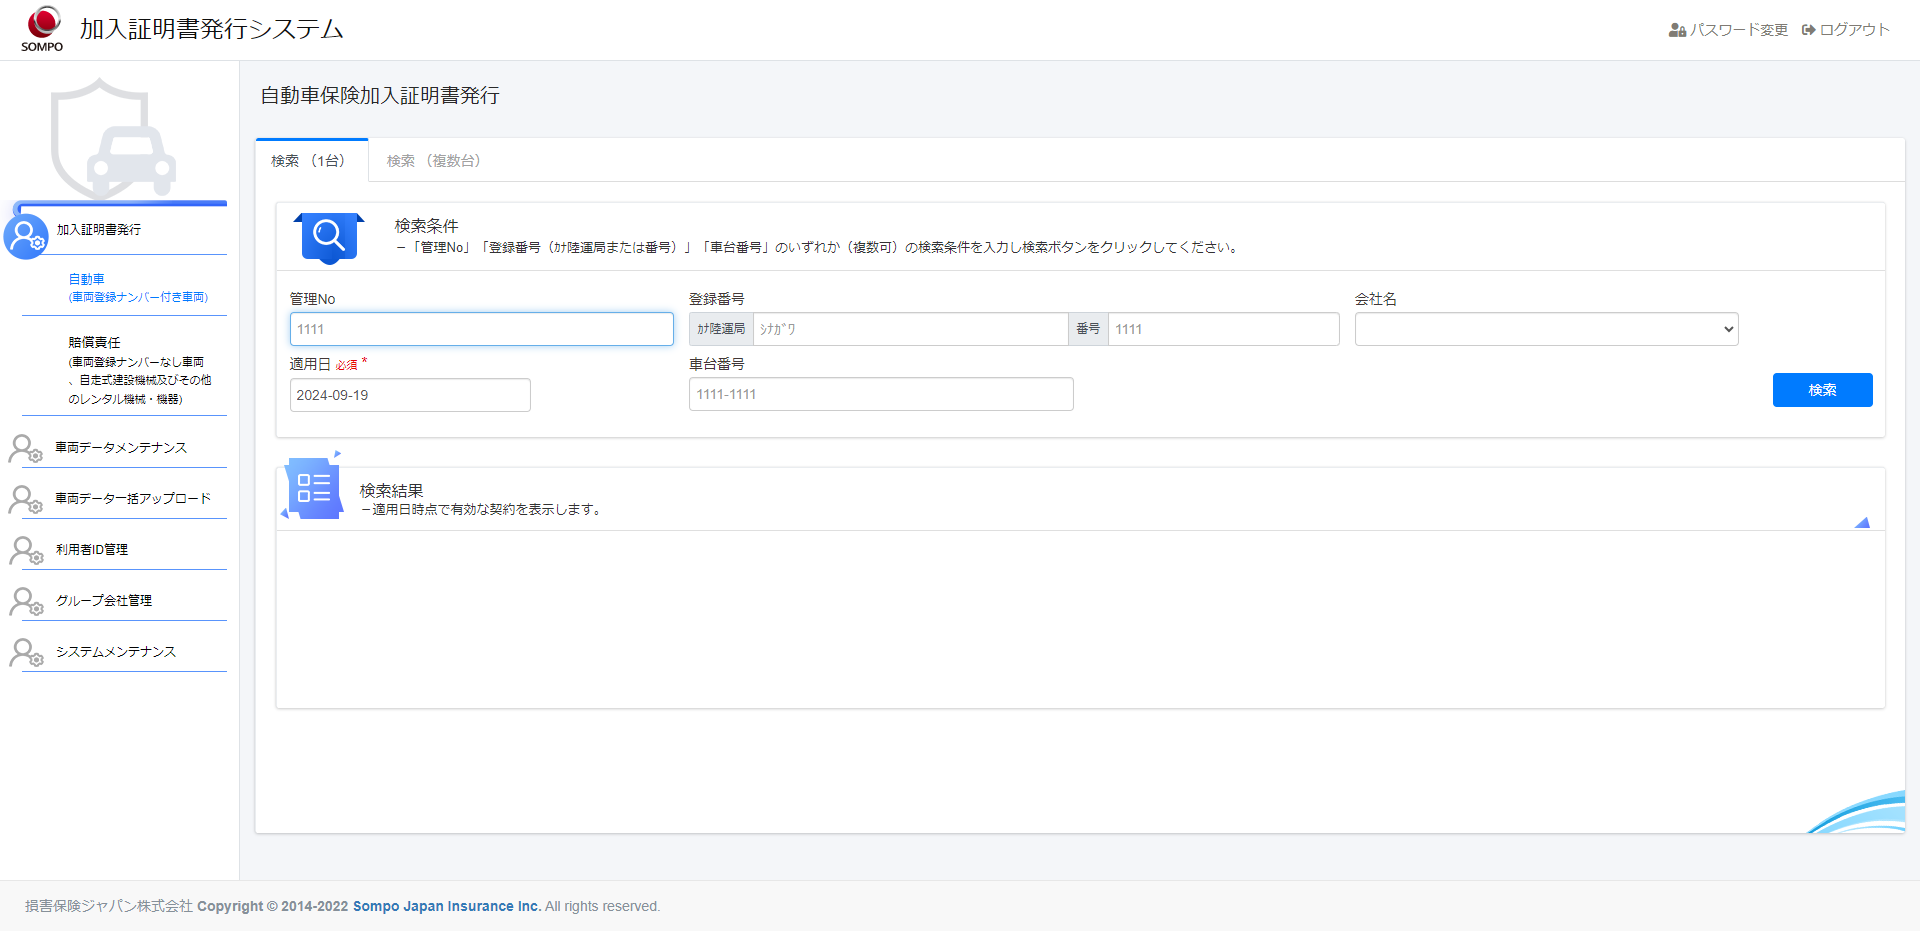 SOMPO
加入証明書発行システム
パスワード変更 ログアウト
加入証明書発行
自動車
(車両登録ナンバー付き車両)
賠償責任
(車両登録ナンバーなし車両
、自走式建設機械及びその他
のレンタル機械・機器)
車両データメンテナンス
車両データ一括アップロード
利用者ID管理
グループ会社管理
システムメンテナンス
自動車保険加入証明書発行
検索 （1台） 検索 （複数台）
検索条件
－「管理No」「登録番号（ｶﾅ陸運局または番号）」「車台番号」のいずれか（複数可）の検索条件を入力し検索ボタンをクリックしてください。
管理No 登録番号 会社名
1111 ｶﾅ陸運局 ｼﾅｶﾞﾜ 番号 1111
適用日 必須 * 車台番号
2024-09-19 1111-1111 検索
検索結果
－適用日時点で有効な契約を表示します。
損害保険ジャパン株式会社 Copyright © 2014-2022 Sompo Japan Insurance Inc. All rights reserved.